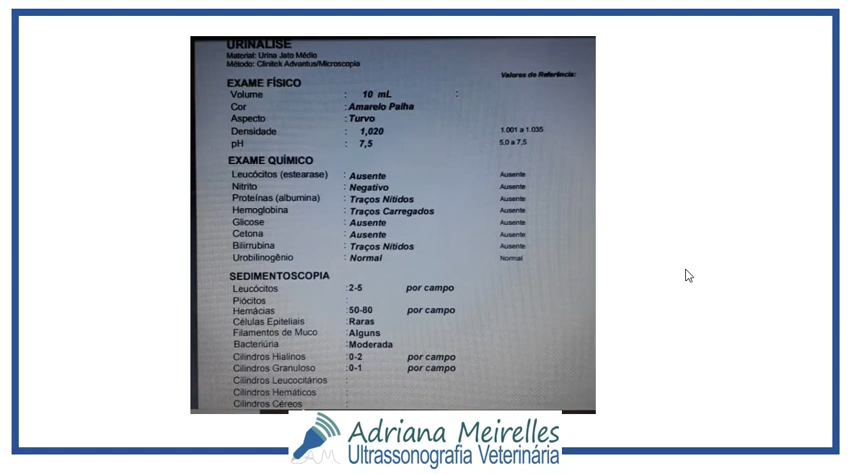 URINÁLISE
Material: Urina Jato Médio
Método: Clinitek Advantus/Microscopia
Valores de Referência:
EXAME FÍSICO
Volume : 10 mL :
Cor : Amarelo Palha
Aspecto : Turvo
Densidade : 1,020 1.001 a 1.035
pH : 7,5 5,0 a 7,5
EXAME QUÍMICO
Leucócitos (estearase) : Ausente Ausente
Nitrito : Negativo Ausente
Proteínas (albumina) : Traços Nítidos Ausente
Hemoglobina : Traços Carregados Ausente
Glicose : Ausente Ausente
Cetona : Ausente Ausente
Bilirrubina : Traços Nítidos Ausente
Urobilinogênio : Normal Normal
SEDIMENTOSCOPIA
Leucócitos :2-5 por campo
Piócitos :
Hemácias :50-80 por campo
Células Epiteliais :Raras
Filamentos de Muco :Alguns
Bacteriúria :Moderada
Cilindros Hialinos :0-2 por campo
Cilindros Granuloso :0-1 por campo
Cilindros Leucocitários :
Cilindros Hemáticos :
Cilindros Céreos :
AM
Adriana Meirelles
Ultrassonografia Veterinária